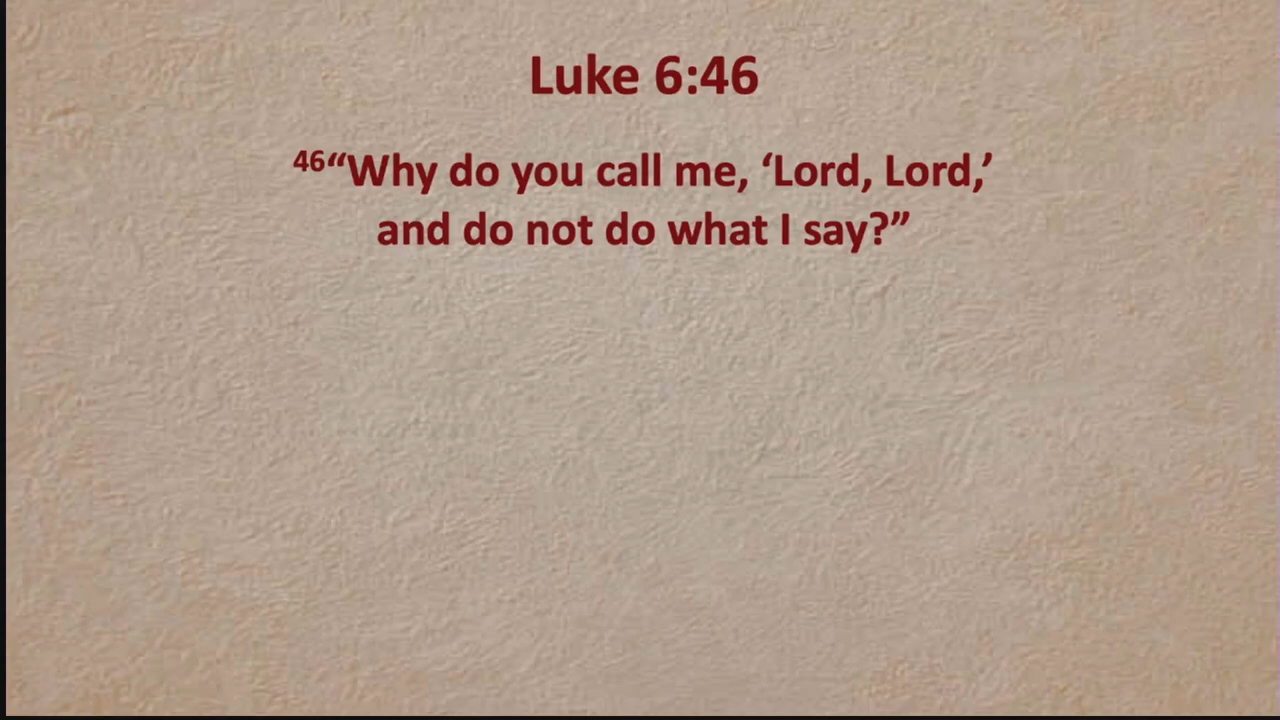 Luke 6:46
46“Why do you call me, ‘Lord, Lord,’
and do not do what I say?”